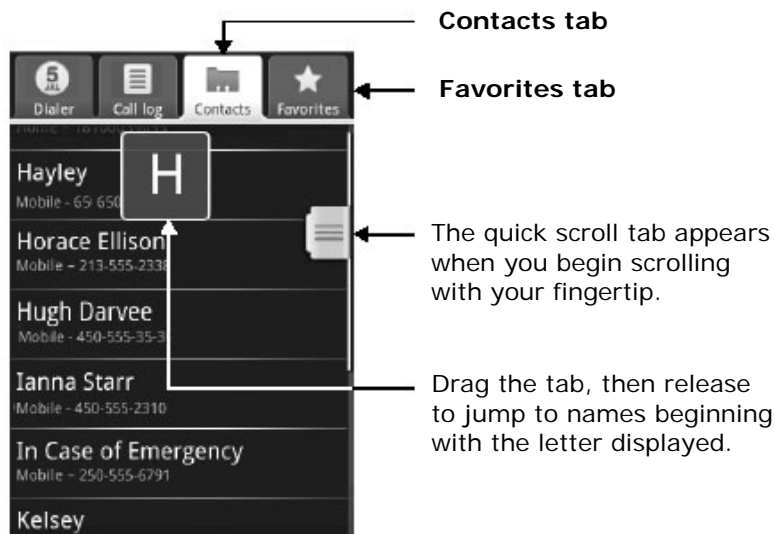 Contacts tab
Favorites tab
Dialer
Call log
Contacts
Favorites
H
Hayley
Mobile - 65
Horace Ellison
Mobile – 213-555-2338
Hugh Darvee
Mobile - 450-555-35-3
Ianna Starr
Mobile - 450-555-2310
In Case of Emergency
Mobile – 250-555-6791
Kelsey
The quick scroll tab appears
when you begin scrolling
with your fingertip.
Drag the tab, then release
to jump to names beginning
with the letter displayed.